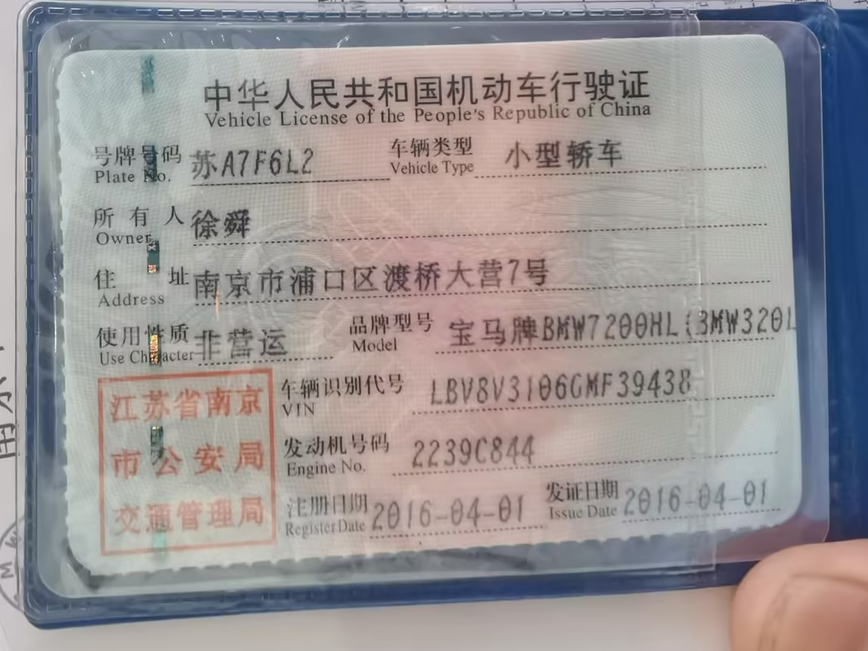 中华人民共和国机动车行驶证
Vehicle License of the People's Republic of China
号牌号码 苏A7F6L2 车辆类型 小型轿车
Plate No. Vehicle Type
所有人 徐舜
Owner
住址 南京市浦口区渡桥大营7号
Address
使用性质 非营运 品牌型号 宝马牌BMW7200HL(BMW320L
Use Character Model
江苏省南京
市公安局
交通管理局
车辆识别代号 LBV8V3106GMF39438
VIN
发动机号码 2239C844
Engine No.
注册日期 2016-04-01 发证日期 2016-04-01
Register Date Issue Date